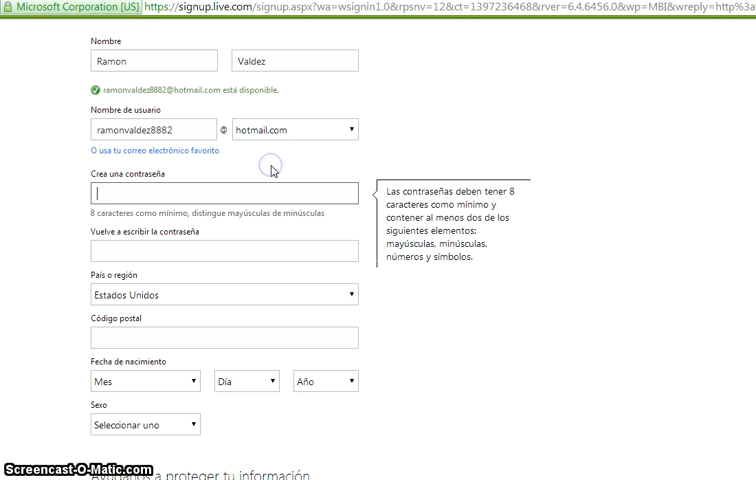 Microsoft Corporation [US] https://signup.live.com/signup.aspx?wa=wsignin1.0&rpsnv=12&ct=1397236468&rver=6.4.6456.0&wp=MBI&wreply=http%3a
Nombre
Ramon Valdez
ramonvaldez8882@hotmail.com está disponible.
Nombre de usuario
ramonvaldez8882 @ hotmail.com
O usa tu correo electrónico favorito
Crea una contraseña
8 caracteres como mínimo, distingue mayúsculas de minúsculas
Las contraseñas deben tener 8
caracteres como mínimo y
contener al menos dos de los
siguientes elementos:
mayúsculas, minúsculas,
números y símbolos.
Vuelve a escribir la contraseña
País o región
Estados Unidos
Código postal
Fecha de nacimiento
Mes Día Año
Sexo
Seleccionar uno
Ayúdanos a proteger tu información
Screencast-O-Matic.com